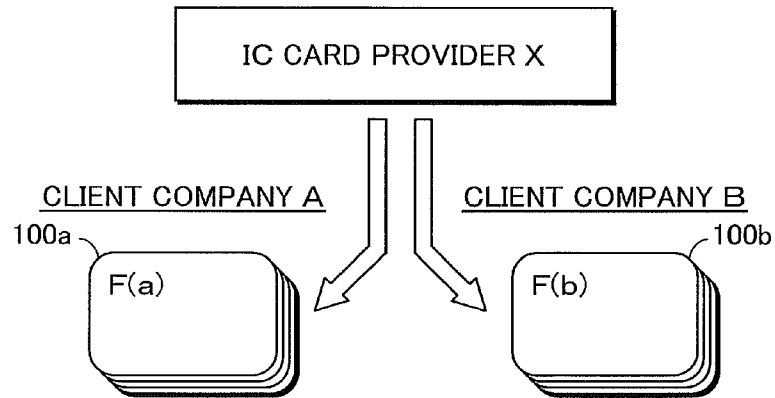 IC CARD PROVIDER X
CLIENT COMPANY A
CLIENT COMPANY B
100a
100b
F(a)
F(b)